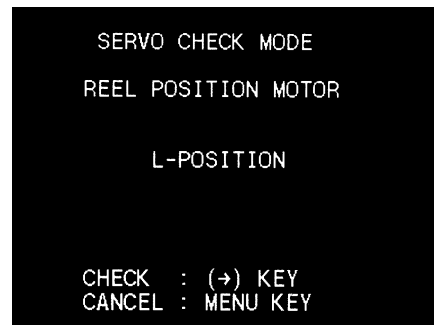 SERVO CHECK MODE
REEL POSITION MOTOR
L-POSITION
CHECK : (→) KEY
CANCEL : MENU KEY